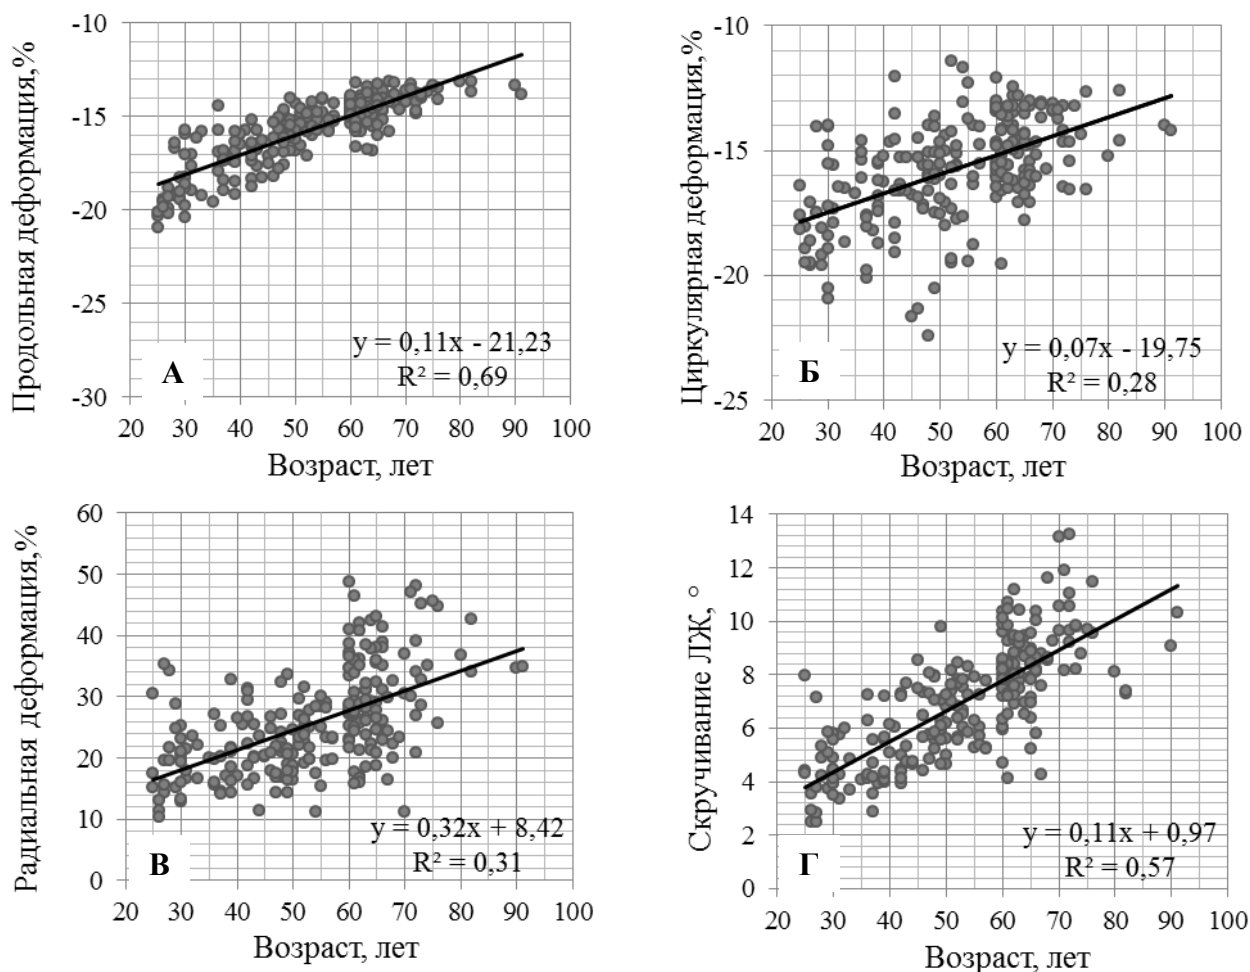 Продольная деформация,%
-10
-15
-20
-25
-30
y = 0,11x - 21,23
R² = 0,69
А
20 30 40 50 60 70 80 90 100
Возраст, лет
Циркулярная деформация,%
-10
-15
-20
-25
y = 0,07x - 19,75
R² = 0,28
Б
20 30 40 50 60 70 80 90 100
Возраст, лет
Радиальная деформация,%
60
50
40
30
20
10
0
y = 0,32x + 8,42
R² = 0,31
В
20 30 40 50 60 70 80 90 100
Возраст, лет
Скручивание ЛЖ, °
14
12
10
8
6
4
2
0
y = 0,11x + 0,97
R² = 0,57
Г
20 30 40 50 60 70 80 90 100
Возраст, лет